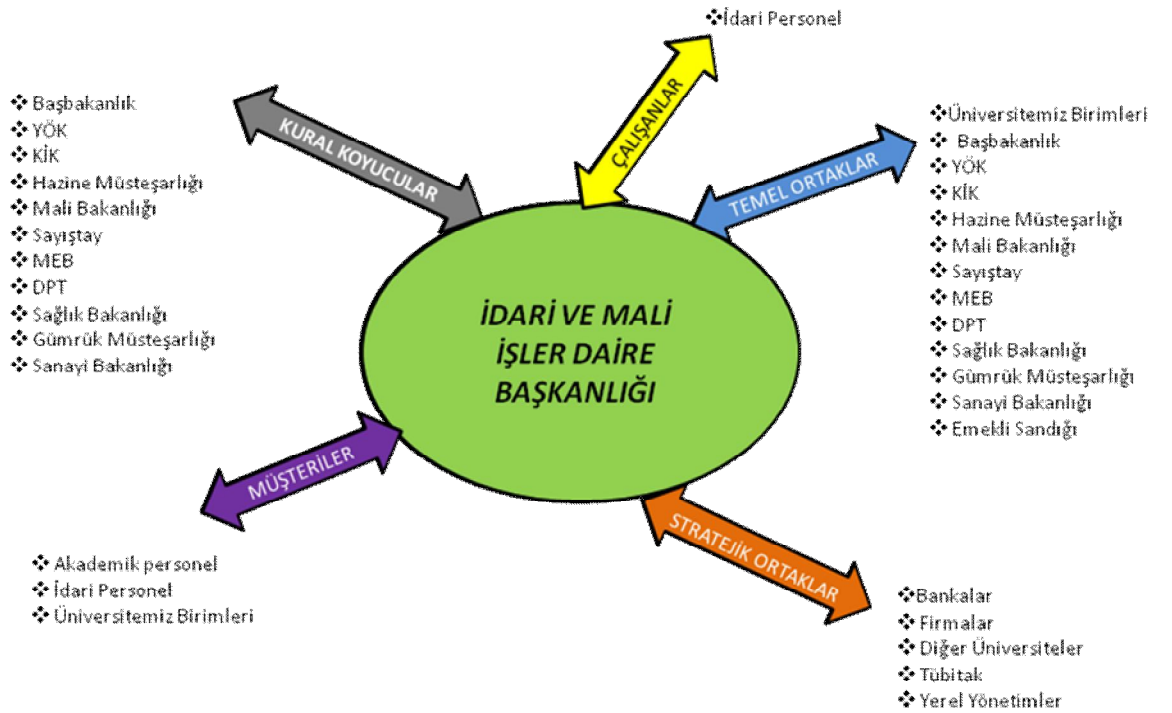 ❖İdari Personel
ÇALIŞANLAR
KURAL KOYUCULAR
❖ Başbakanlık
❖ YÖK
❖ KİK
❖ Hazine Müsteşarlığı
❖ Mali Bakanlığı
❖ Sayıştay
❖ MEB
❖ DPT
❖ Sağlık Bakanlığı
❖ Gümrük Müsteşarlığı
❖ Sanayi Bakanlığı
TEMEL ORTAKLAR
❖Üniversitemiz Birimleri
❖ Başbakanlık
❖ YÖK
❖ KİK
❖ Hazine Müsteşarlığı
❖ Mali Bakanlığı
❖ Sayıştay
❖ MEB
❖ DPT
❖ Sağlık Bakanlığı
❖ Gümrük Müsteşarlığı
❖ Sanayi Bakanlığı
❖ Emekli Sandığı
İDARİ VE MALİ
İŞLER DAİRE
BAŞKANLIĞI
MÜŞTERİLER
❖ Akademik personel
❖ İdari Personel
❖ Üniversitemiz Birimleri
STRATEJİK ORTAKLAR
❖Bankalar
❖ Firmalar
❖ Diğer Üniversiteler
❖ Tübitak
❖ Yerel Yönetimler